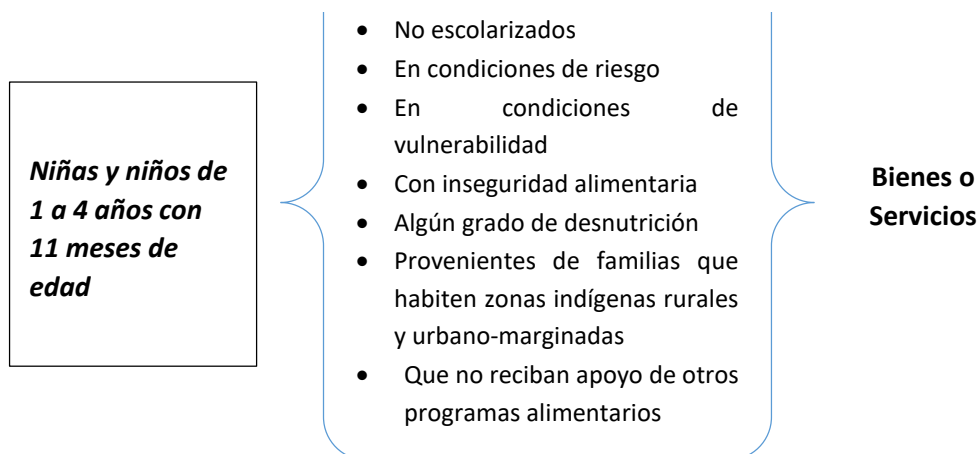 Niñas y niños de
1 a 4 años con
11 meses de
edad
• No escolarizados
• En condiciones de riesgo
• En condiciones de
vulnerabilidad
• Con inseguridad alimentaria
• Algún grado de desnutrición
• Provenientes de familias que
habiten zonas indígenas rurales
y urbano-marginadas
• Que no reciban apoyo de otros
programas alimentarios
Bienes o
Servicios